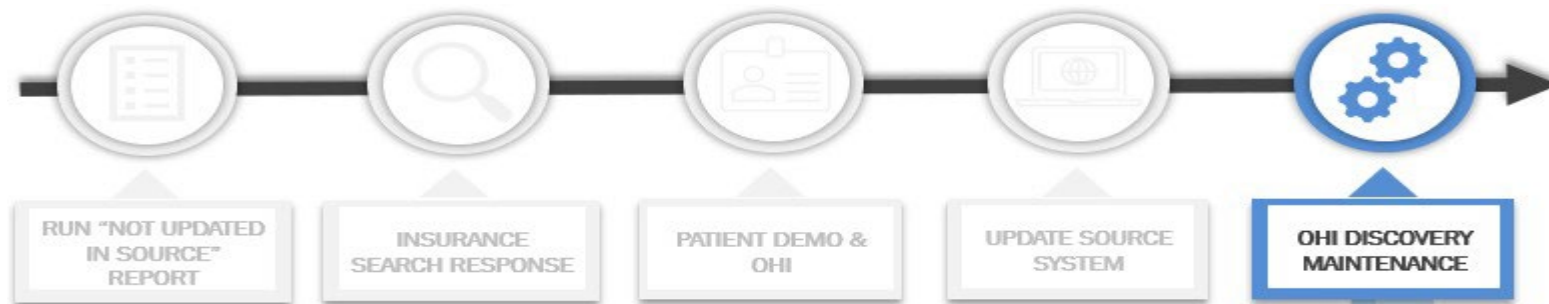 RUN “NOT UPDATED
IN SOURCE”
REPORT
INSURANCE
SEARCH RESPONSE
PATIENT DEMO &
OHI
UPDATE SOURCE
SYSTEM
OHI DISCOVERY
MAINTENANCE